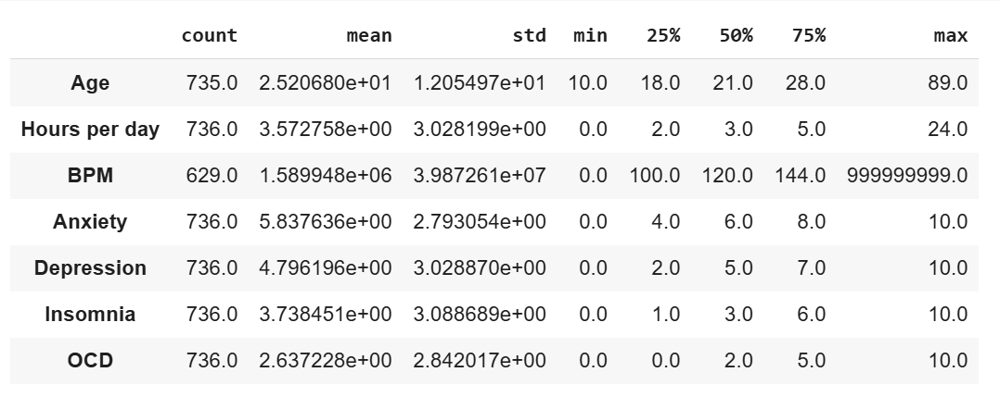 count mean std min 25% 50% 75% max
Age 735.0 2.520680e+01 1.205497e+01 10.0 18.0 21.0 28.0 89.0
Hours per day 736.0 3.572758e+00 3.028199e+00 0.0 2.0 3.0 5.0 24.0
BPM 629.0 1.589948e+06 3.987261e+07 0.0 100.0 120.0 144.0 999999999.0
Anxiety 736.0 5.837636e+00 2.793054e+00 0.0 4.0 6.0 8.0 10.0
Depression 736.0 4.796196e+00 3.028870e+00 0.0 2.0 5.0 7.0 10.0
Insomnia 736.0 3.738451e+00 3.088689e+00 0.0 1.0 3.0 6.0 10.0
OCD 736.0 2.637228e+00 2.842017e+00 0.0 0.0 2.0 5.0 10.0